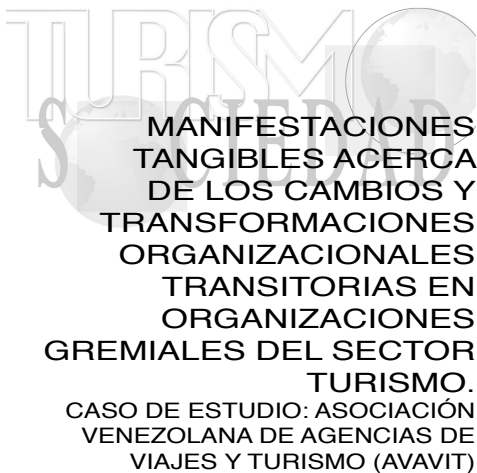 TURISMO
SOCIEDAD
MANIFESTACIONES
TANGIBLES ACERCA
DE LOS CAMBIOS Y
TRANSFORMACIONES
ORGANIZACIONALES
TRANSITORIAS EN
ORGANIZACIONES
GREMIALES DEL SECTOR
TURISMO.
CASO DE ESTUDIO: ASOCIACIÓN
VENEZOLANA DE AGENCIAS DE
VIAJES Y TURISMO (AVAVIT)